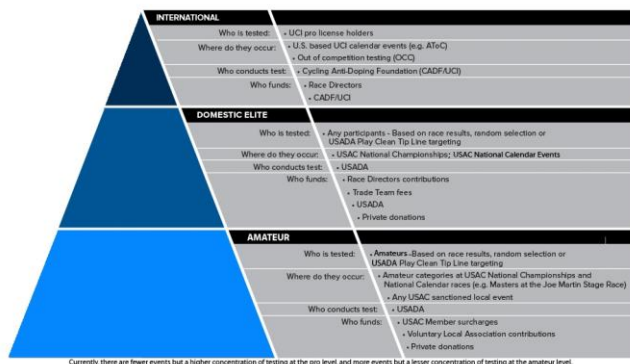 INTERNATIONAL
Who is tested: • UCI pro license holders
Where do they occur: • U.S. based UCI calendar events (e.g. AToC)
• Out of competition testing (OCC)
Who conducts test: • Cycling Anti-Doping Foundation (CADF/UCI)
Who funds: • Race Directors
• CADF/UCI
DOMESTIC ELITE
Who is tested: • Any participants - Based on race results, random selection or
USADA Play Clean Tip Line targeting
Where do they occur: • USAC National Championships; USAC National Calendar Events
Who conducts test: • USADA
Who funds: • Race Directors contributions
• Trade Team fees
• USADA
• Private donations
AMATEUR
Who is tested: • Amateurs -Based on race results, random selection or
USADA Play Clean Tip Line targeting
Where do they occur: • Amateur categories at USAC National Championships and
National Calendar races (e.g. Masters at the Joe Martin Stage Race)
• Any USAC sanctioned local event
Who conducts test: • USADA
Who funds: • USAC Member surcharges
• Voluntary Local Association contributions
• Private donations
Currently, there are fewer events but a higher concentration of testing at the pro level, and more events but a lesser concentration of testing at the amateur level.